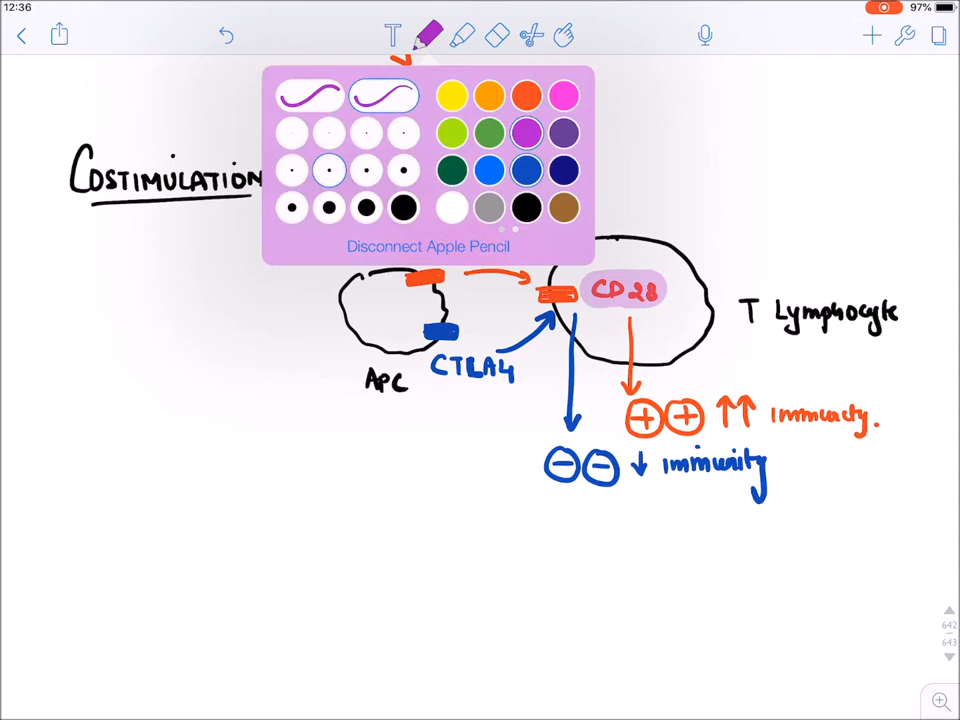 12:36
97%
T
COSTIMULATION
Disconnect Apple Pencil
CD28
T Lymphocyte
CTLA4
APC
+ + ↑↑ immunity.
− − ↓ immunity
642
643